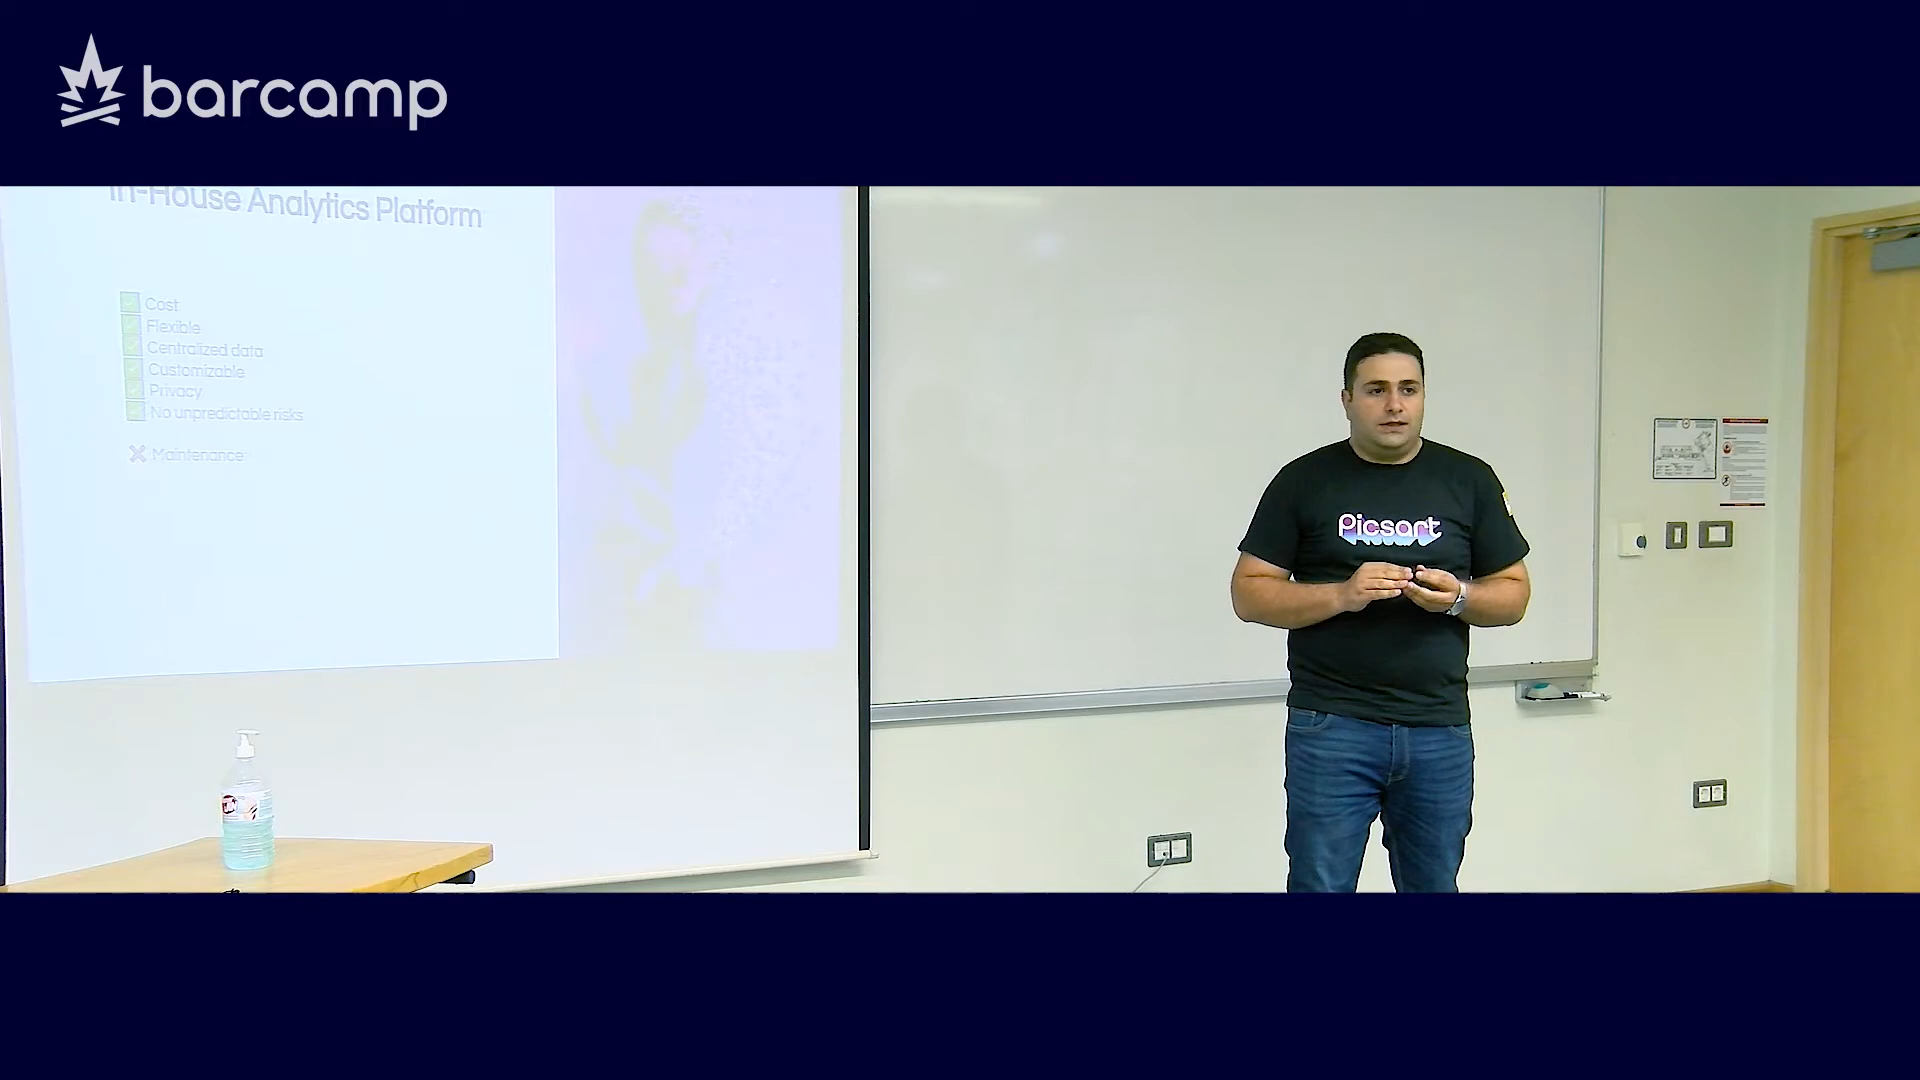 barcamp
In-House Analytics Platform
Cost
Flexible
Centralized data
Customizable
Privacy
No unpredictable risks
Maintenance
Picsart